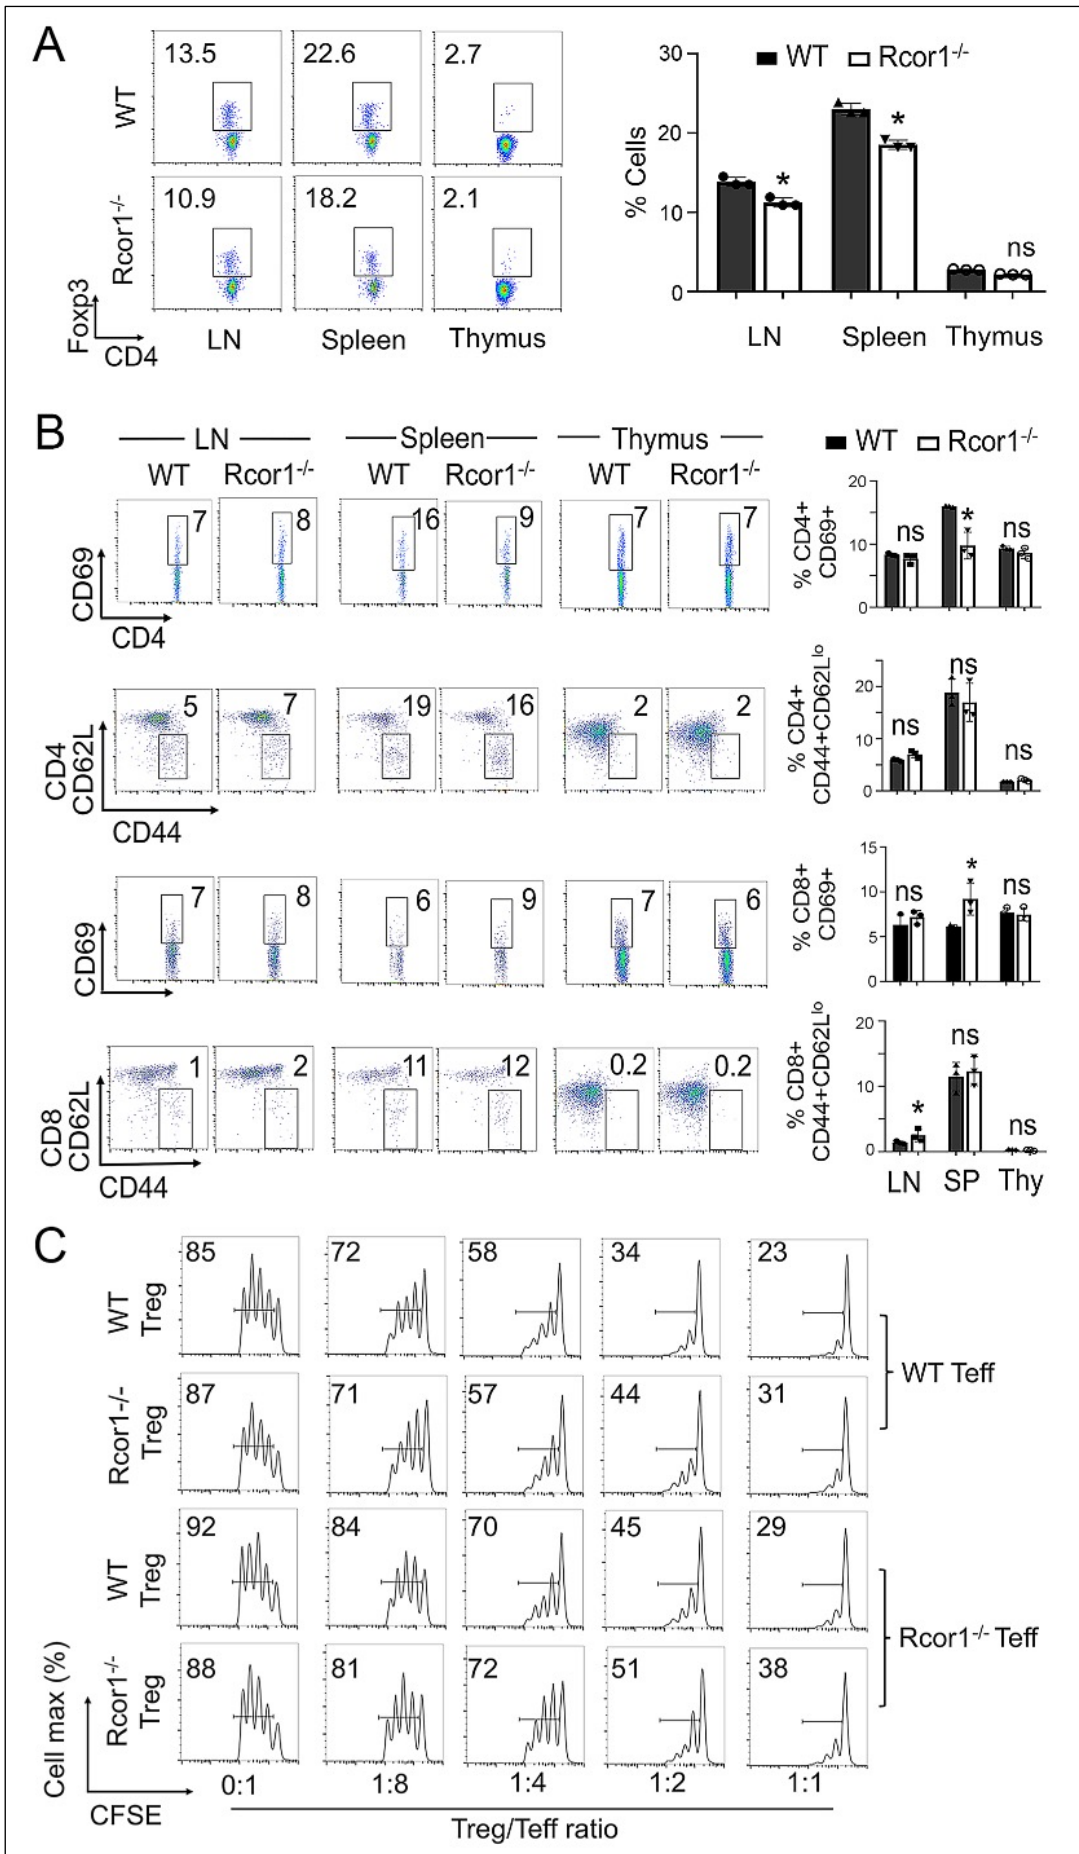 A
13.5 22.6 2.7
WT
10.9 18.2 2.1
Rcor1-/-
Foxp3
CD4
LN Spleen Thymus
WT Rcor1-/-
30
20
10
0
% Cells
* * ns
LN Spleen Thymus
B
LN Spleen Thymus
WT Rcor1-/- WT Rcor1-/- WT Rcor1-/-
WT Rcor1-/-
7 8 16 9 7 7
CD69
CD4
% CD4+
CD69+
20
10
0
ns * ns
5 7 19 16 2 2
CD4
CD62L
CD44
% CD4+
CD44+CD62Llo
20
10
0
ns ns ns
7 8 6 9 7 6
CD69
% CD8+
CD69+
15
10
5
0
ns * ns
1 2 11 12 0.2 0.2
CD8
CD62L
CD44
% CD8+
CD44+CD62Llo
20
10
0
* ns ns
LN SP Thy
C
85 72 58 34 23
WT
Treg
87 71 57 44 31
Rcor1-/-
Treg
WT Teff
92 84 70 45 29
WT
Treg
88 81 72 51 38
Rcor1-/-
Treg
Rcor1-/- Teff
Cell max (%)
CFSE
0:1 1:8 1:4 1:2 1:1
Treg/Teff ratio